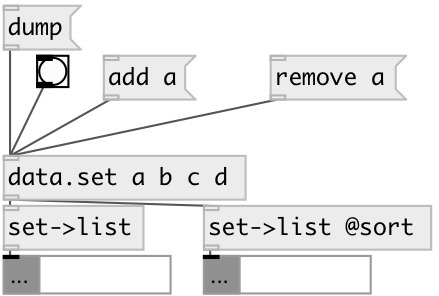 dump
add a
remove a
data.set a b c d
set->list
set->list @sort
...
...